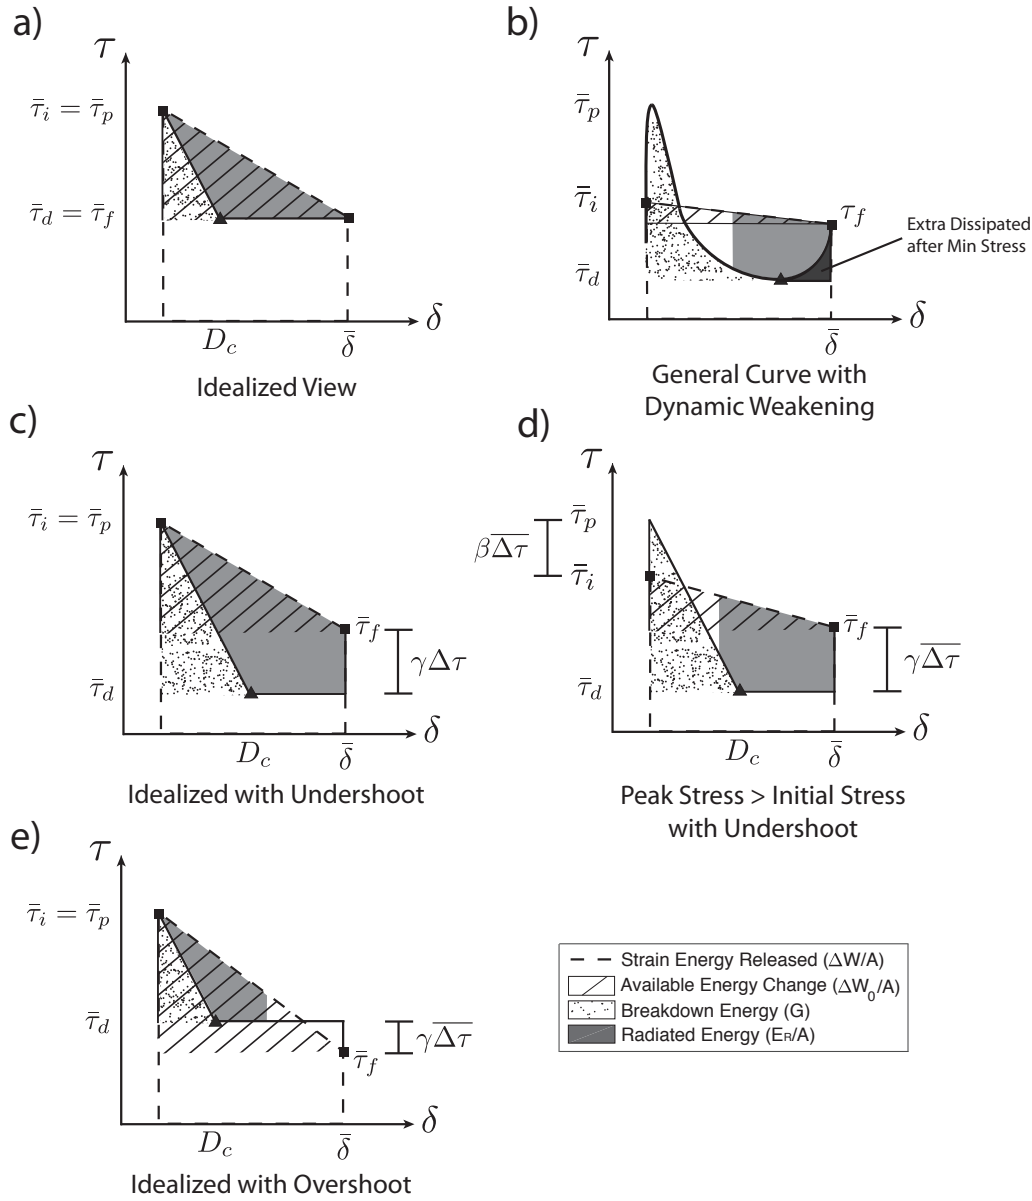 a)
τ
τ̄i = τ̄p
τ̄d = τ̄f
Dc
δ̄
δ
Idealized View
b)
τ
τ̄p
τ̄i
τf
τ̄d
Extra Dissipated
after Min Stress
δ̄
δ
General Curve with
Dynamic Weakening
c)
τ
τ̄i = τ̄p
τ̄f
γΔτ
τ̄d
Dc
δ̄
δ
Idealized with Undershoot
d)
τ
τ̄p
βΔτ̅
τ̄i
τ̄f
γΔτ̅
τ̄d
Dc
δ̄
δ
Peak Stress > Initial Stress
with Undershoot
e)
τ
τ̄i = τ̄p
τ̄d
γΔτ̅
τ̄f
Dc
δ̄
δ
Idealized with Overshoot
Strain Energy Released (ΔW/A)
Available Energy Change (ΔW0/A)
Breakdown Energy (G)
Radiated Energy (ER/A)